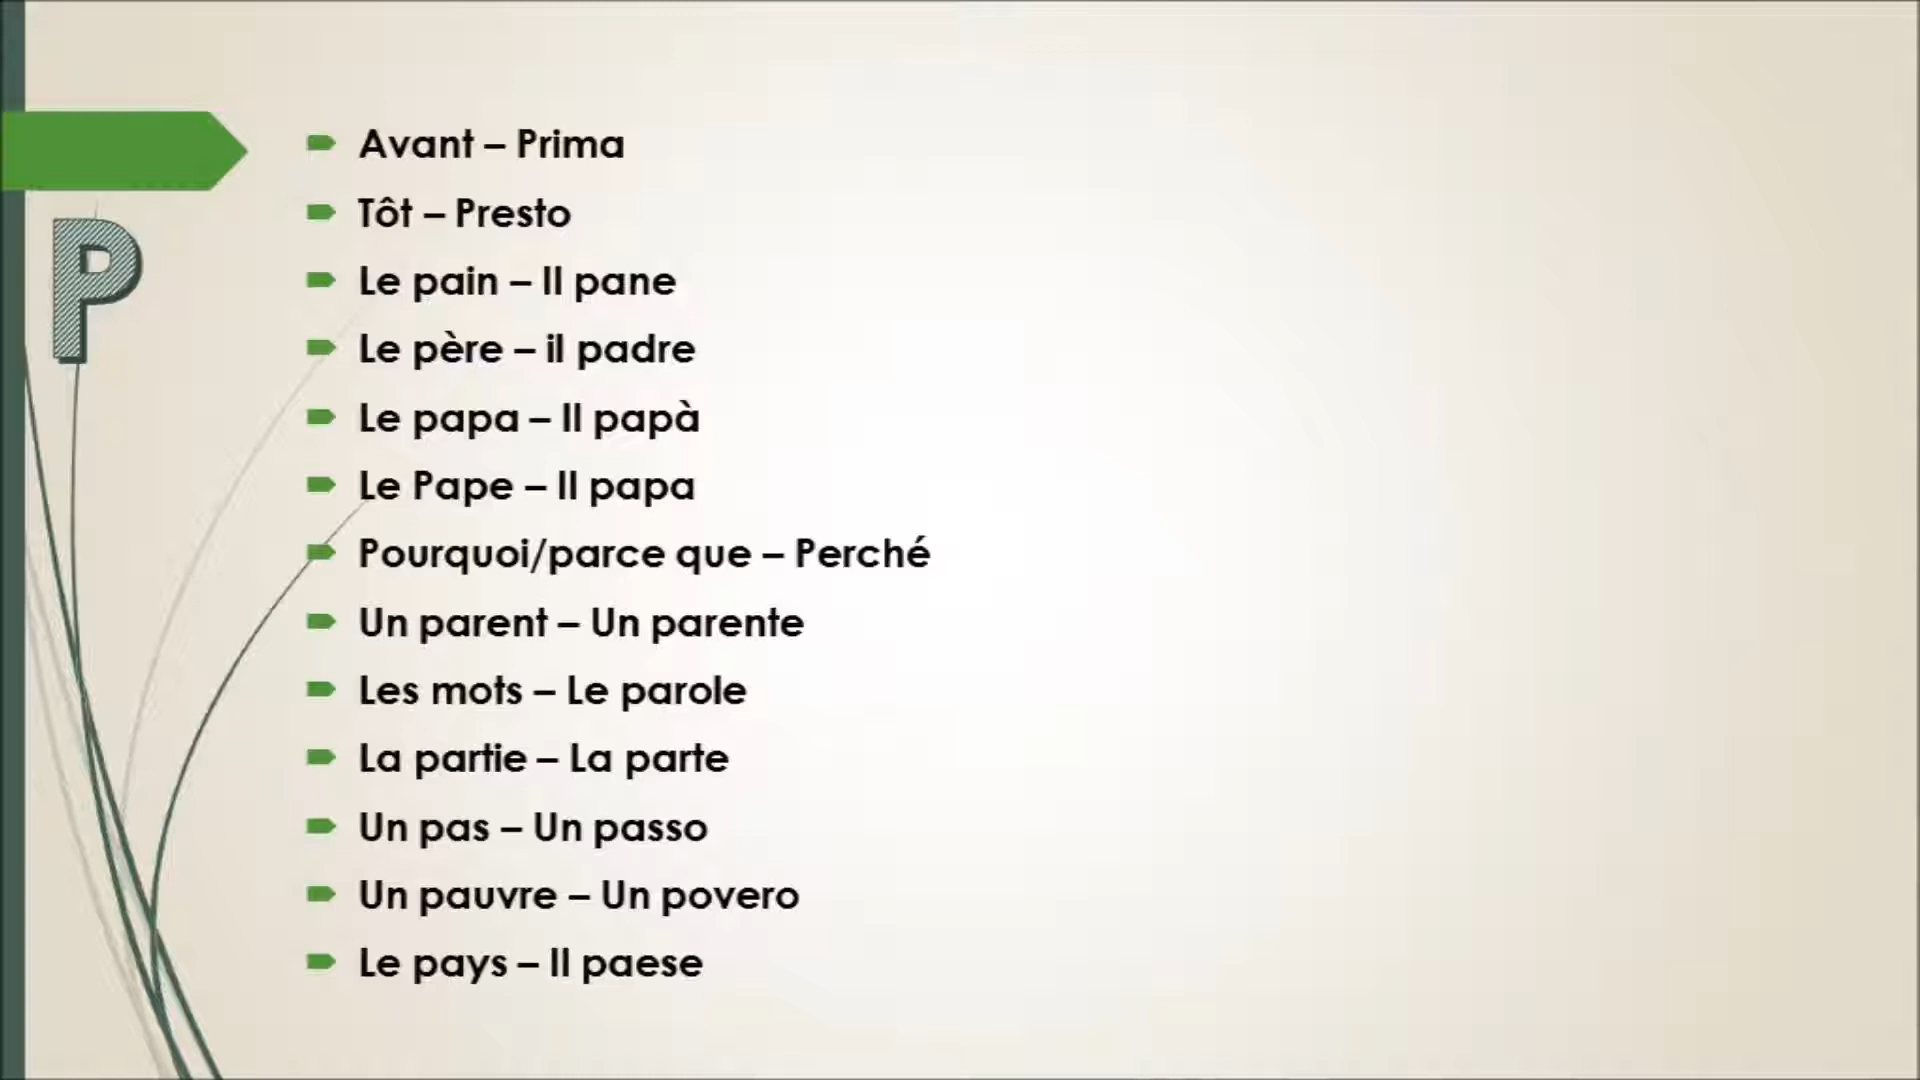 P
Avant – Prima
Tôt – Presto
Le pain – Il pane
Le père – il padre
Le papa – Il papà
Le Pape – Il papa
Pourquoi/parce que – Perché
Un parent – Un parente
Les mots – Le parole
La partie – La parte
Un pas – Un passo
Un pauvre – Un povero
Le pays – Il paese